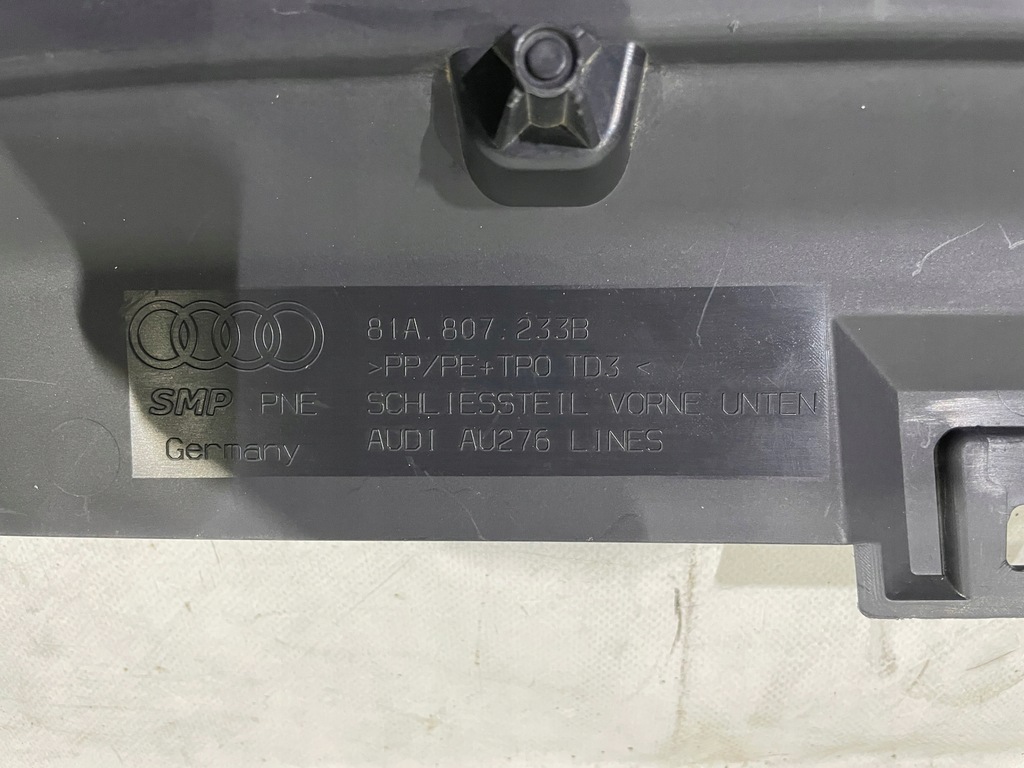 81A.807.233B
>PP/PE+TPO TD3 <
SMP PNE SCHLIESSTEIL VORNE UNTEN
Germany AUDI AU276 LINES